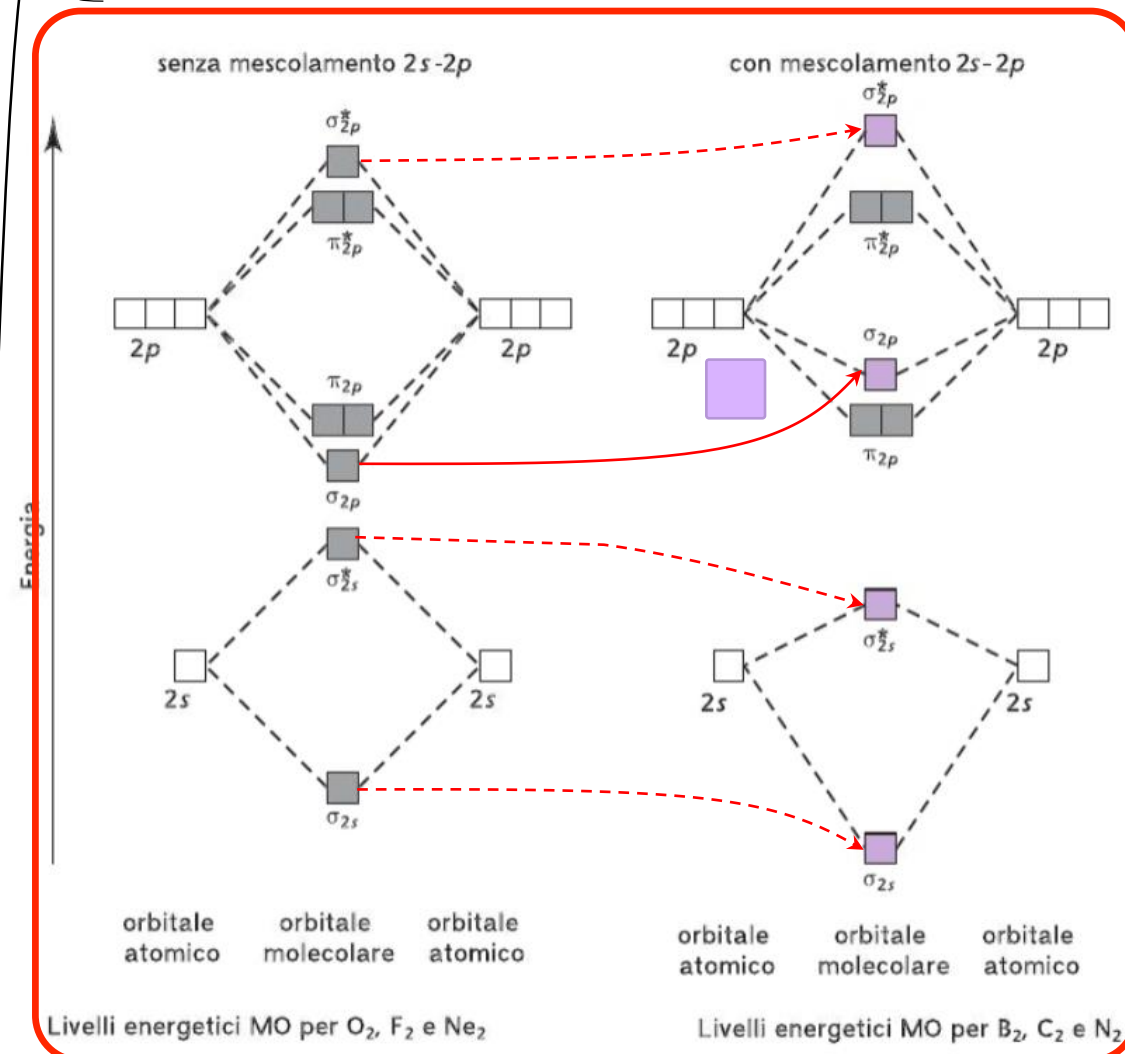 senza mescolamento 2s-2p
σ*2p
π*2p
2p
2p
π2p
σ2p
σ*2s
2s
2s
σ2s
orbitale atomico
orbitale molecolare
orbitale atomico
Livelli energetici MO per O₂, F₂ e Ne₂
Energia
con mescolamento 2s-2p
σ*2p
π*2p
2p
2p
σ2p
π2p
σ*2s
2s
2s
σ2s
orbitale atomico
orbitale molecolare
orbitale atomico
Livelli energetici MO per B₂, C₂ e N₂